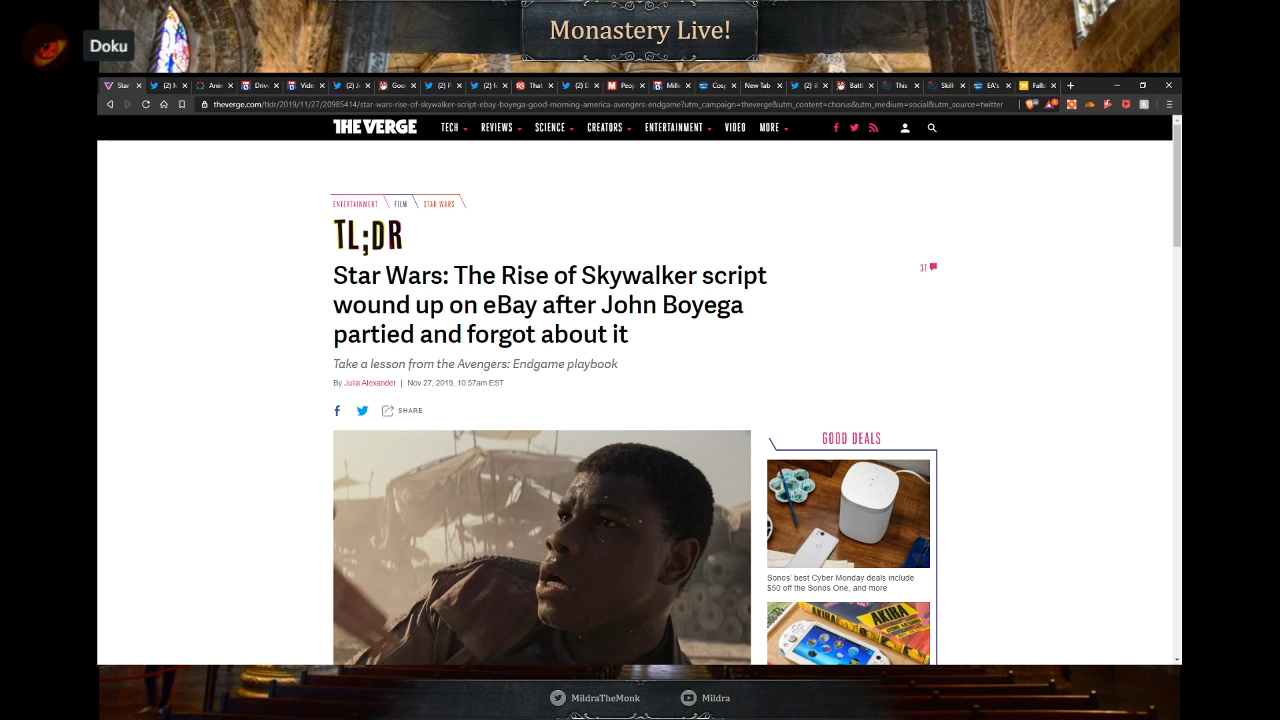 Monastery Live!
Doku
Star
theverge.com/tldr/2019/11/27/20985414/star-wars-rise-of-skywalker-script-ebay-boyega-good-morning-america-avengers-endgame?utm_campaign=theverge&utm_content=chorus&utm_medium=social&utm_source=twitter
THE VERGE TECH REVIEWS SCIENCE CREATORS ENTERTAINMENT VIDEO MORE
ENTERTAINMENT FILM STAR WARS
TL;DR
37
Star Wars: The Rise of Skywalker script
wound up on eBay after John Boyega
partied and forgot about it
Take a lesson from the Avengers: Endgame playbook
By Julia Alexander | Nov 27, 2019, 10:57am EST
SHARE
GOOD DEALS
Sonos' best Cyber Monday deals include
$50 off the Sonos One, and more
AKIRA
MildraTheMonk Mildra